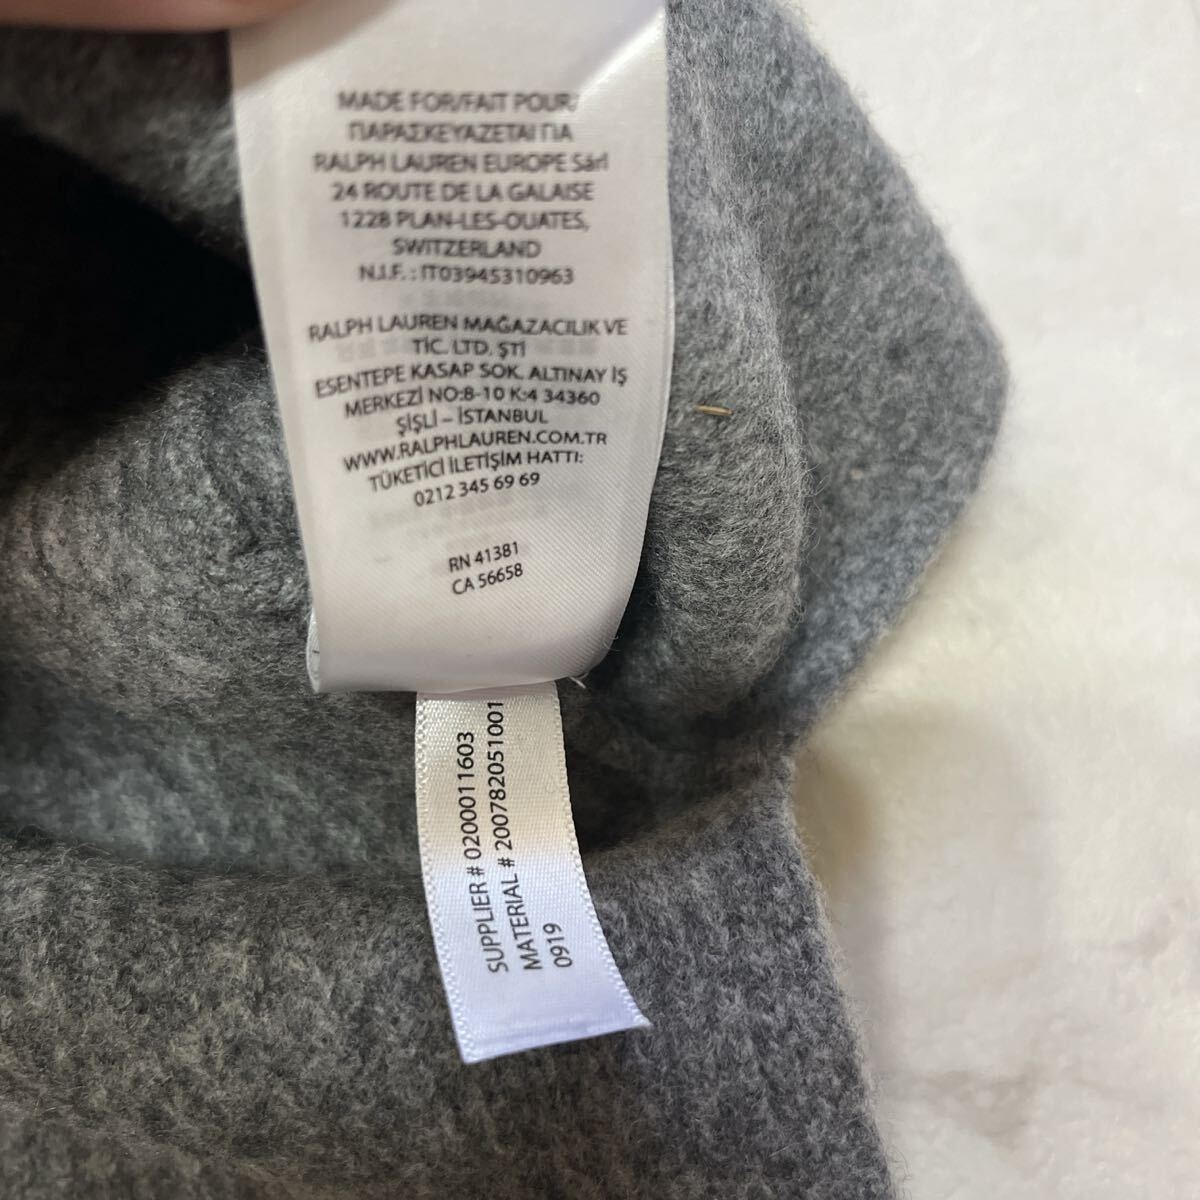 MADE FOR/FAIT POUR/
ΠΑΡΑΣΚΕΥΑΖΕΤΑΙ ΓΙΑ
RALPH LAUREN EUROPE Sàrl
24 ROUTE DE LA GALAISE
1228 PLAN-LES-OUATES,
SWITZERLAND
N.I.F. : IT03945310963
RALPH LAUREN MAĞAZACILIK VE
TİC. LTD. ŞTİ
ESENTEPE KASAP SOK. ALTINAY İŞ
MERKEZİ NO:8-10 K:4 34360
ŞİŞLİ – İSTANBUL
WWW.RALPHLAUREN.COM.TR
TÜKETİCİ İLETİŞİM HATTI:
0212 345 69 69
RN 41381
CA 56658
SUPPLIER # 0200011603
MATERIAL # 200782051001
0919